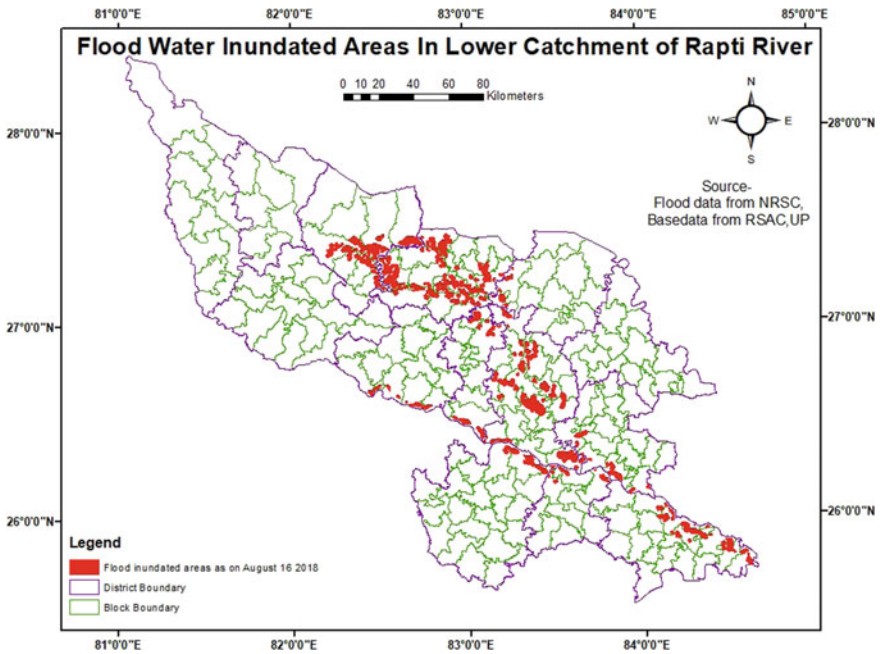 82°0'0"E 83°0'0"E 84°0'0"E 85°0'0"E
Flood Water Inundated Areas In Lower Catchment of Rapti River
0 10 20 40 60 80
Kilometers
N
W E
S
28°0'0"N 28°0'0"N
Source-
Flood data from NRSC,
Basedata from RSAC,UP
27°0'0"N 27°0'0"N
26°0'0"N 26°0'0"N
Legend
Flood inundated areas as on August 16 2018
District Boundary
Block Boundary
81°0'0"E 82°0'0"E 83°0'0"E 84°0'0"E